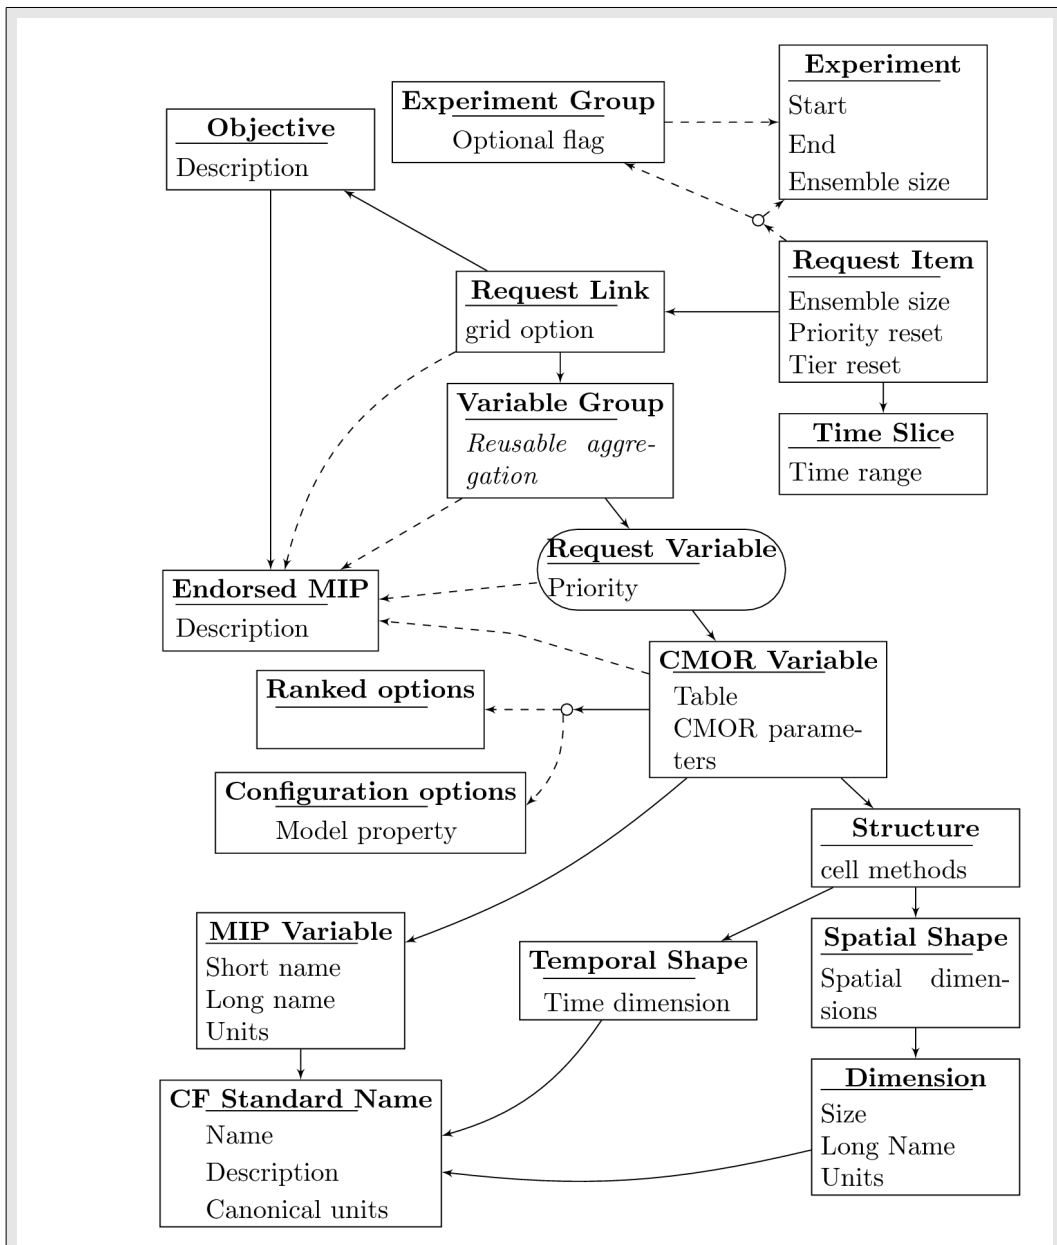 Experiment
Start
End
Ensemble size
Experiment Group
Optional flag
Objective
Description
Request Item
Ensemble size
Priority reset
Tier reset
Request Link
grid option
Variable Group
Reusable aggre-
gation
Time Slice
Time range
Request Variable
Priority
Endorsed MIP
Description
CMOR Variable
Table
CMOR parame-
ters
Ranked options
Configuration options
Model property
Structure
cell methods
MIP Variable
Short name
Long name
Units
Temporal Shape
Time dimension
Spatial Shape
Spatial dimen-
sions
CF Standard Name
Name
Description
Canonical units
Dimension
Size
Long Name
Units